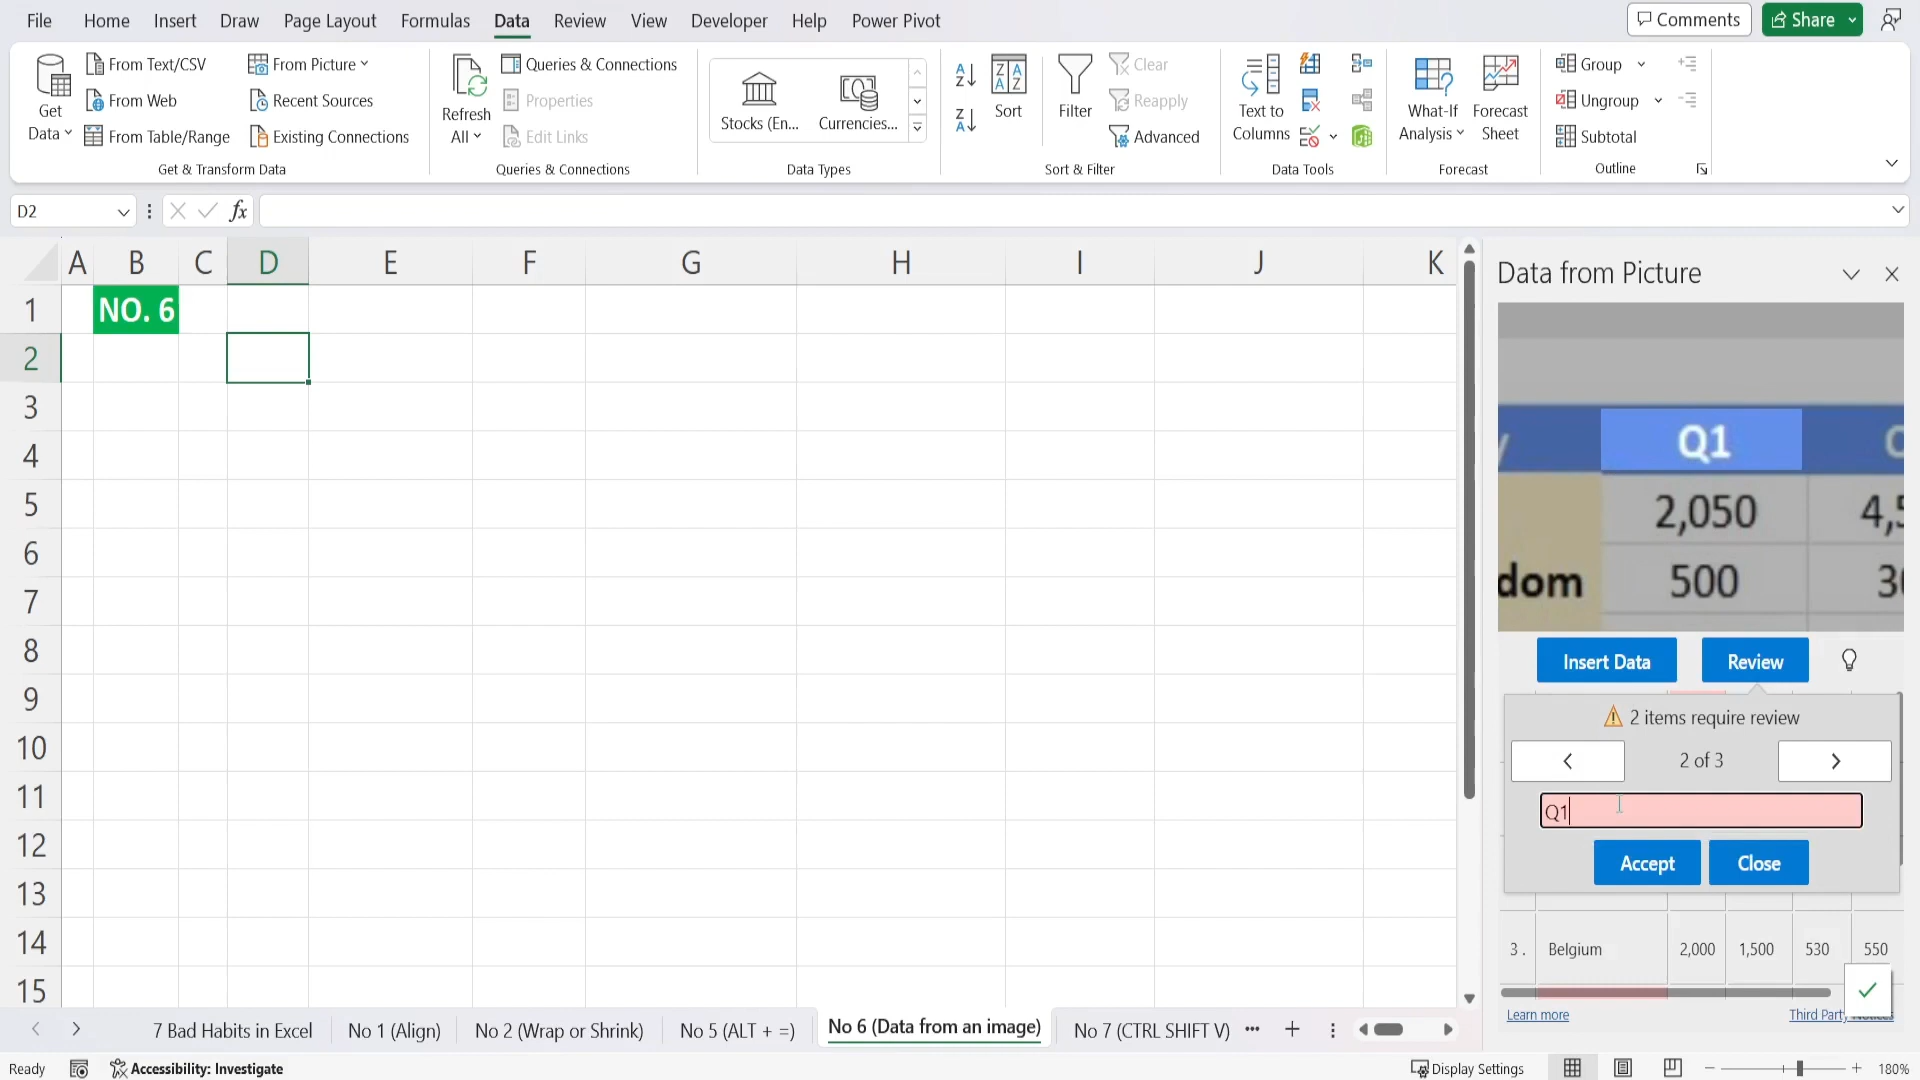 File Home Insert Draw Page Layout Formulas Data Review View Developer Help Power Pivot Comments Share
Get Data
From Text/CSV
From Web
From Table/Range
From Picture
Recent Sources
Existing Connections
Get & Transform Data
Refresh All
Queries & Connections
Properties
Edit Links
Queries & Connections
Stocks (En...
Currencies...
Data Types
Sort
Filter
Clear
Reapply
Advanced
Sort & Filter
Text to Columns
Data Tools
What-If Analysis
Forecast Sheet
Forecast
Group
Ungroup
Subtotal
Outline
D2 fx
A B C D E F G H I J K
1 NO. 6
2
3
4
5
6
7
8
9
10
11
12
13
14
15
Data from Picture
Q1
2,050
dom 500
Insert Data Review
2 items require review
2 of 3
Q1
Accept Close
3 . Belgium 2,000 1,500 530 550
Learn more Third Party Notices
7 Bad Habits in Excel No 1 (Align) No 2 (Wrap or Shrink) No 5 (ALT + =) No 6 (Data from an image) No 7 (CTRL SHIFT V) ...
Ready Accessibility: Investigate Display Settings 180%